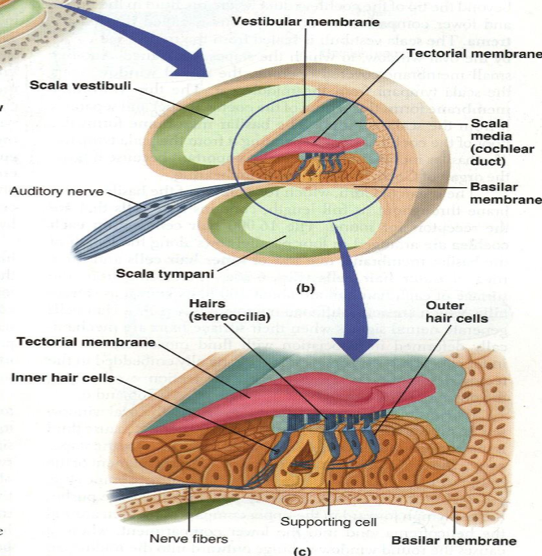 Vestibular membrane
Tectorial membrane
Scala vestibuli
Scala
media
(cochlear
duct)
Auditory nerve
Basilar
membrane
Scala tympani
(b)
Hairs
(stereocilia)
Outer
hair cells
Tectorial membrane
Inner hair cells
Supporting cell
Nerve fibers
Basilar membrane
(c)